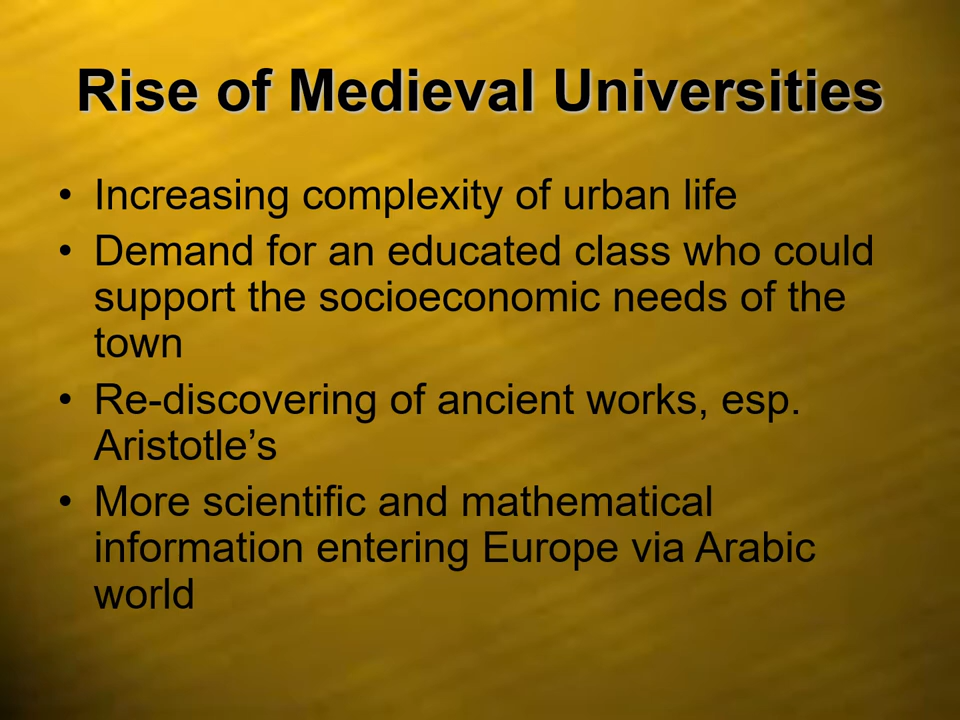 Rise of Medieval Universities
• Increasing complexity of urban life
• Demand for an educated class who could
support the socioeconomic needs of the
town
• Re-discovering of ancient works, esp.
Aristotle’s
• More scientific and mathematical
information entering Europe via Arabic
world